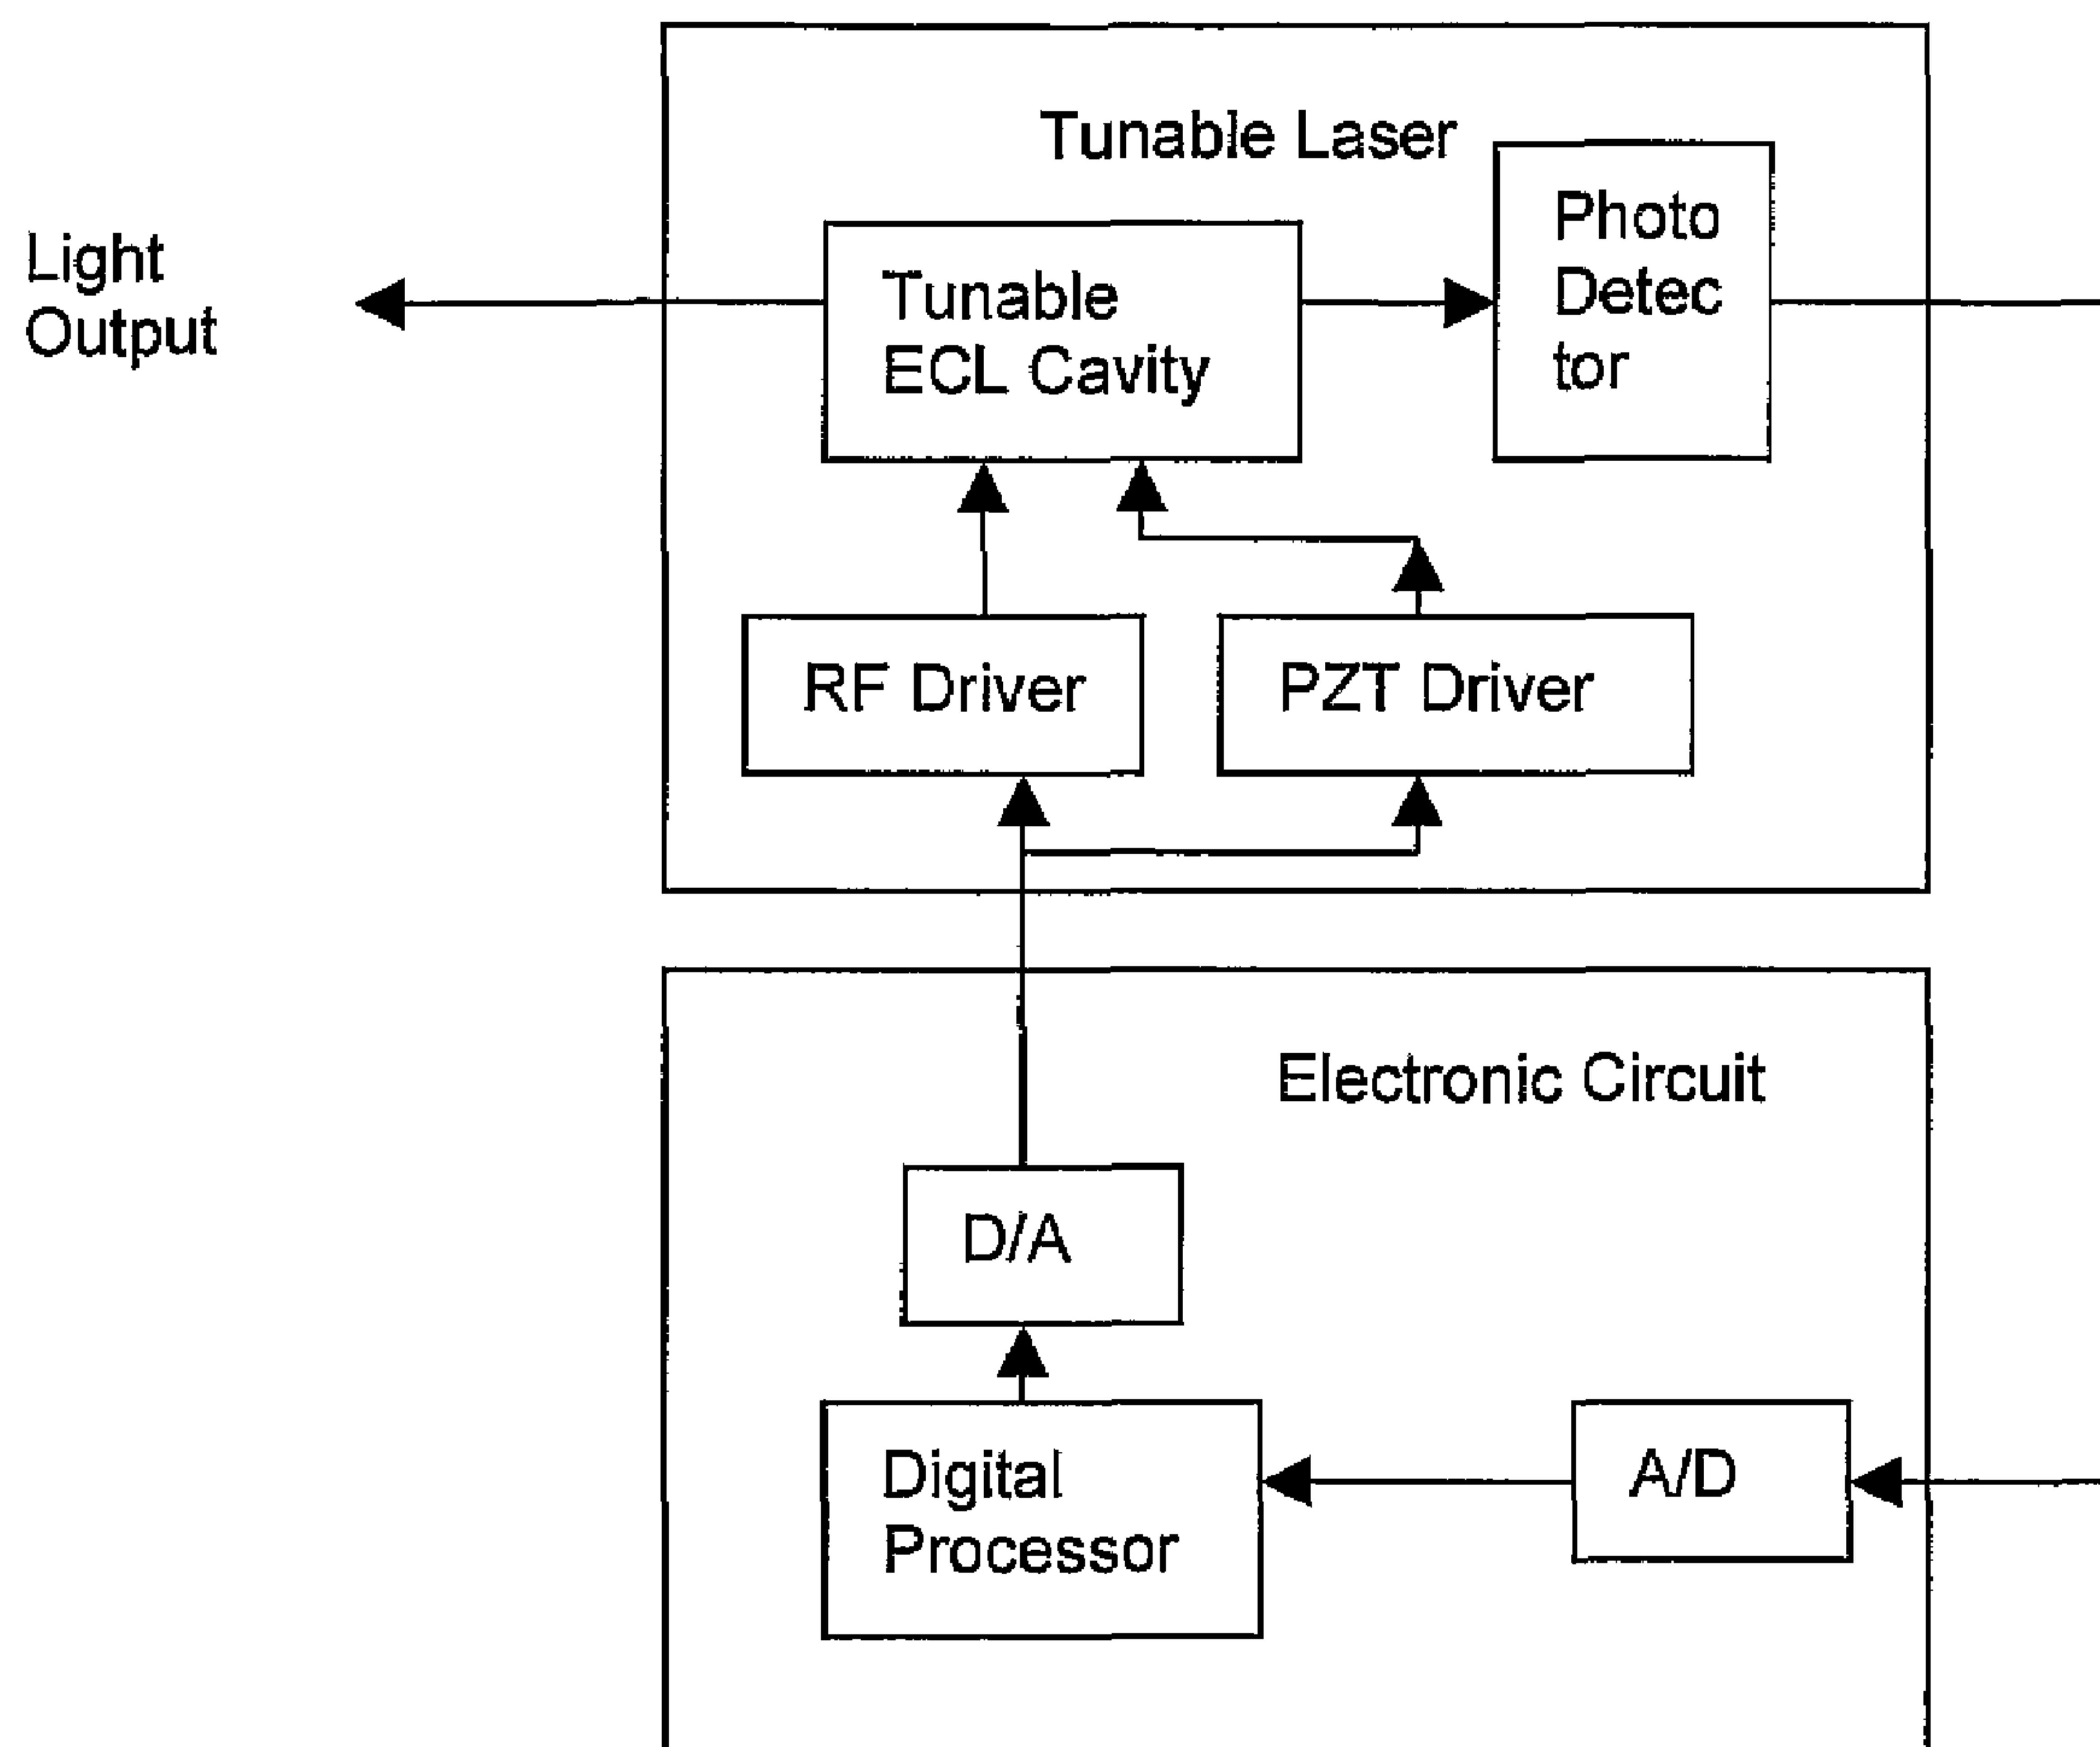 Tunable Laser
Light
Output
Tunable
ECL Cavity
Photo
Detec
tor
RF Driver
PZT Driver
Electronic Circuit
D/A
Digital
Processor
A/D